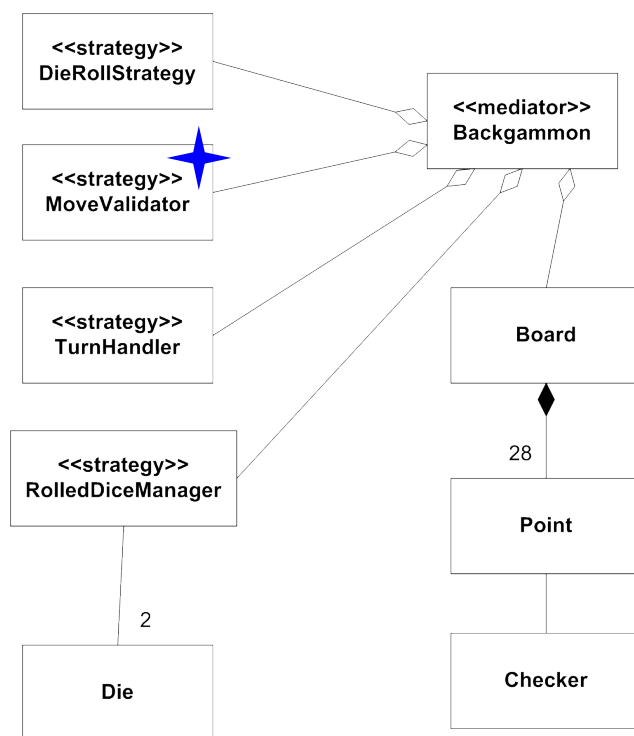 <<strategy>>
DieRollStrategy
<<mediator>>
Backgammon
<<strategy>>
MoveValidator
<<strategy>>
TurnHandler
Board
<<strategy>>
RolledDiceManager
28
Point
2
Die
Checker